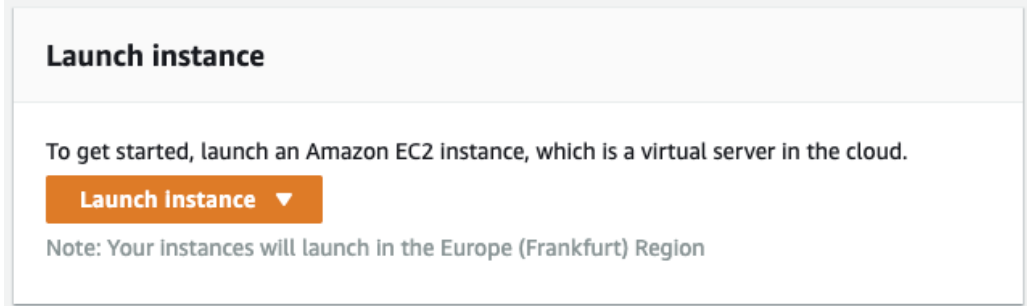 Launch instance
To get started, launch an Amazon EC2 instance, which is a virtual server in the cloud.
Launch instance
Note: Your instances will launch in the Europe (Frankfurt) Region